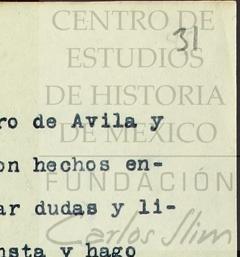 CENTRO DE
31
ESTUDIOS
DE HISTORIA
ro de Avila y
DE MEXICO
on hechos en-
FUNDACIÓN
ar dudas y li-
Carlos Slim
nsta y hago